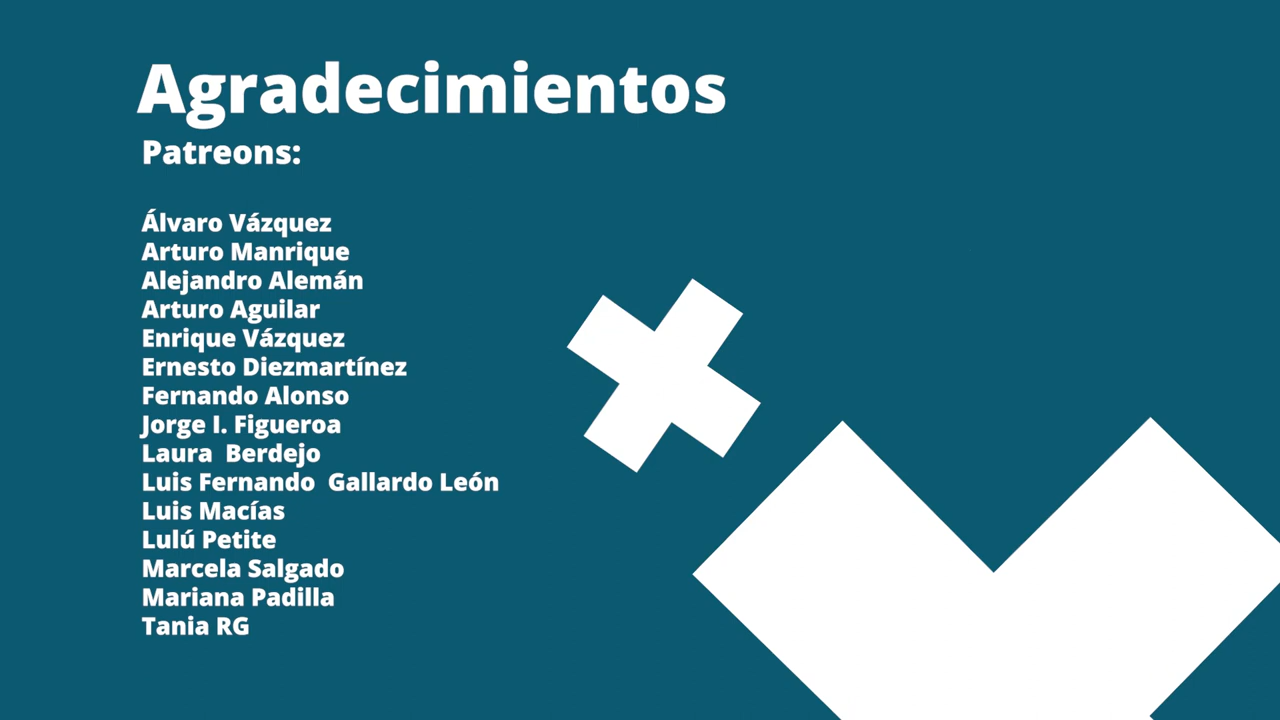 Agradecimientos
Patreons:
Álvaro Vázquez
Arturo Manrique
Alejandro Alemán
Arturo Aguilar
Enrique Vázquez
Ernesto Diezmartínez
Fernando Alonso
Jorge I. Figueroa
Laura  Berdejo
Luis Fernando  Gallardo León
Luis Macías
Lulú Petite
Marcela Salgado
Mariana Padilla
Tania RG